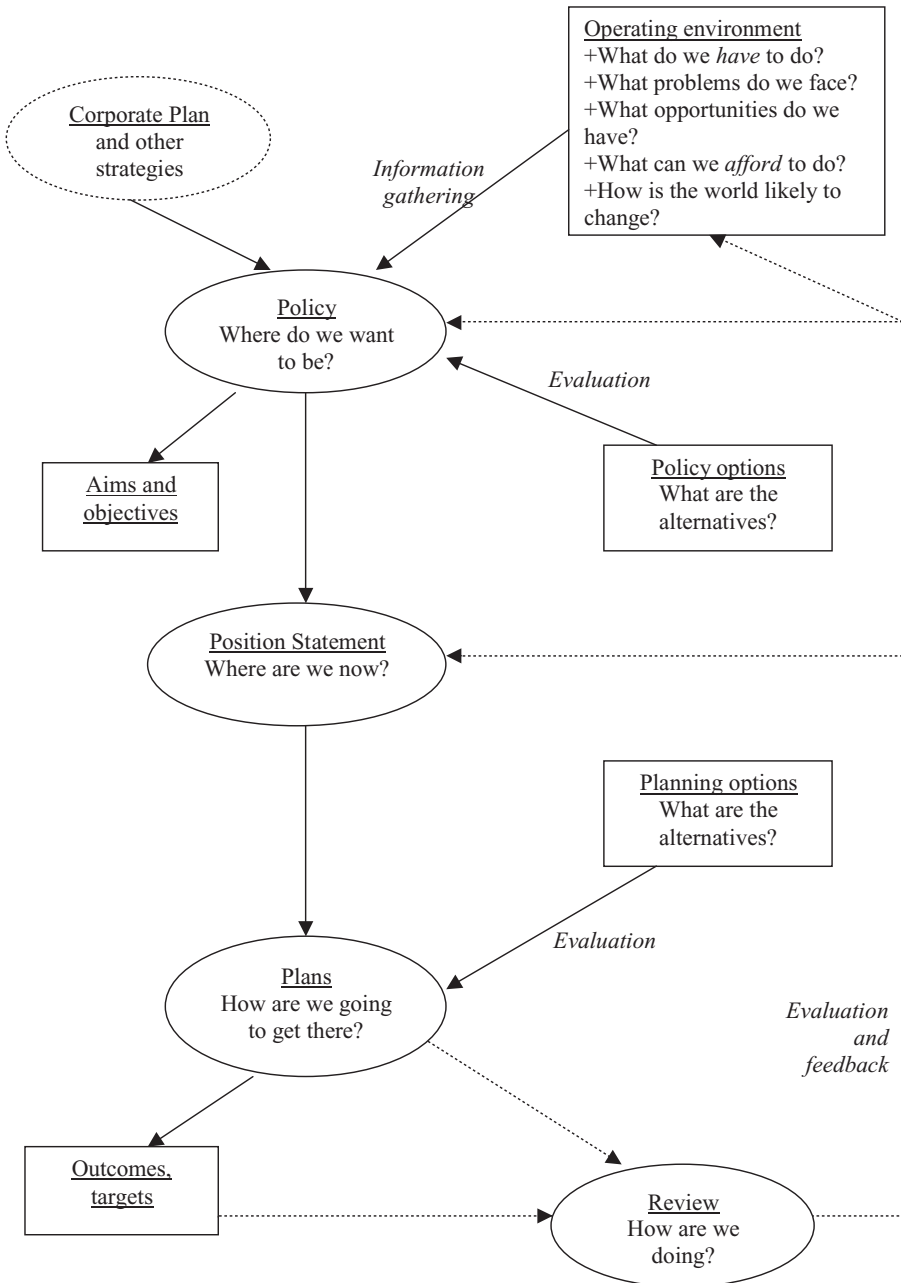 Operating environment
+What do we have to do?
+What problems do we face?
+What opportunities do we
have?
+What can we afford to do?
+How is the world likely to
change?
Corporate Plan
and other
strategies
Information
gathering
Policy
Where do we want
to be?
Evaluation
Aims and
objectives
Policy options
What are the
alternatives?
Position Statement
Where are we now?
Planning options
What are the
alternatives?
Evaluation
Plans
How are we going
to get there?
Evaluation
and
feedback
Outcomes,
targets
Review
How are we
doing?